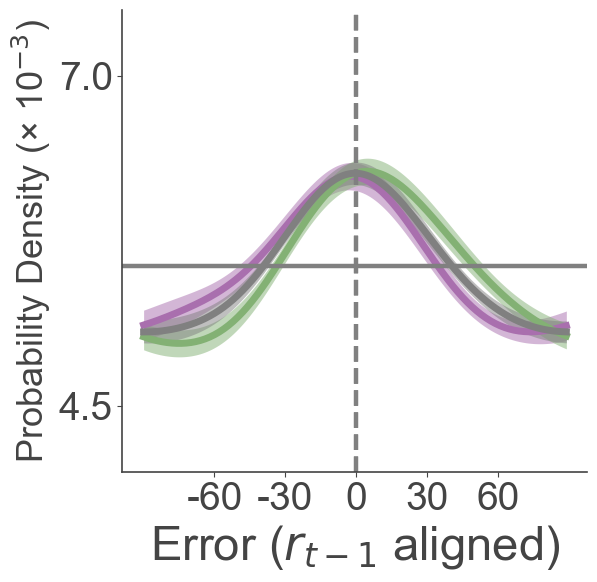 Probability Density (× 10⁻³)
7.0
4.5
-60 -30 0 30 60
Error (rₜ₋₁ aligned)